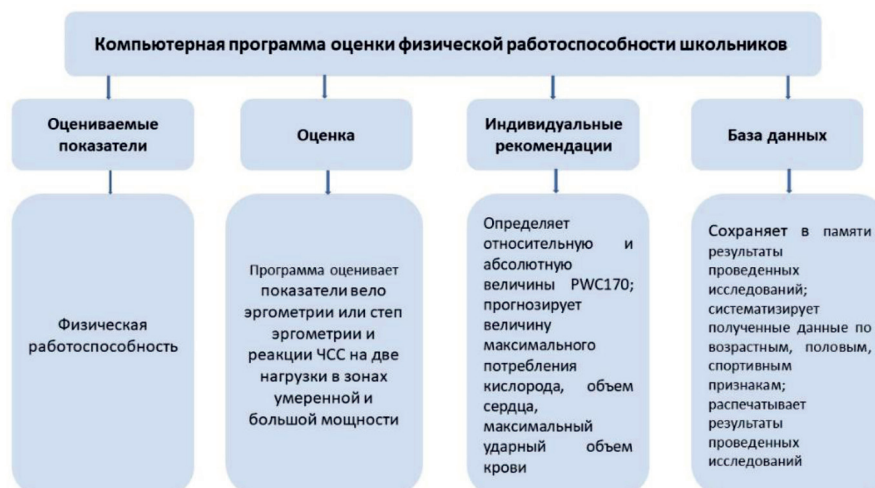 Компьютерная программа оценки физической работоспособности школьников
Оцениваемые
показатели
Оценка
Индивидуальные
рекомендации
База данных
Физическая
работоспособность
Программа оценивает
показатели вело
эргометрии или степ
эргометрии и
реакции ЧСС на две
нагрузки в зонах
умеренной и
большой мощности
Определяет
относительную и
абсолютную
величины PWC170;
прогнозирует
величину
максимального
потребления
кислорода, объем
сердца,
максимальный
ударный объем
крови
Сохраняет в памяти
результаты
проведенных
исследований;
систематизирует
полученные данные по
возрастным, половым,
спортивным
признакам;
распечатывает
результаты
проведенных
исследований